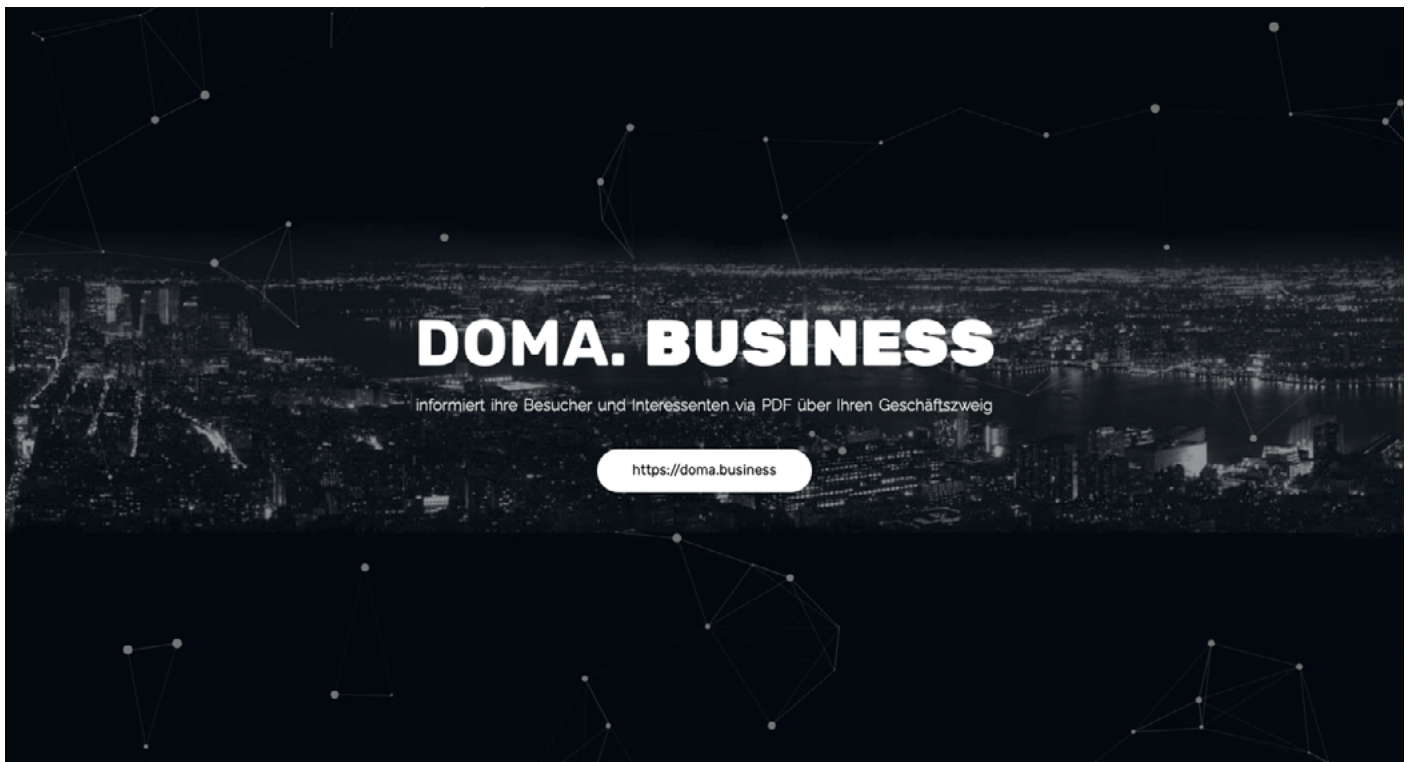 DOMA. BUSINESS
informiert ihre Besucher und Interessenten via PDF über Ihren Geschäftszweig
https://doma.business